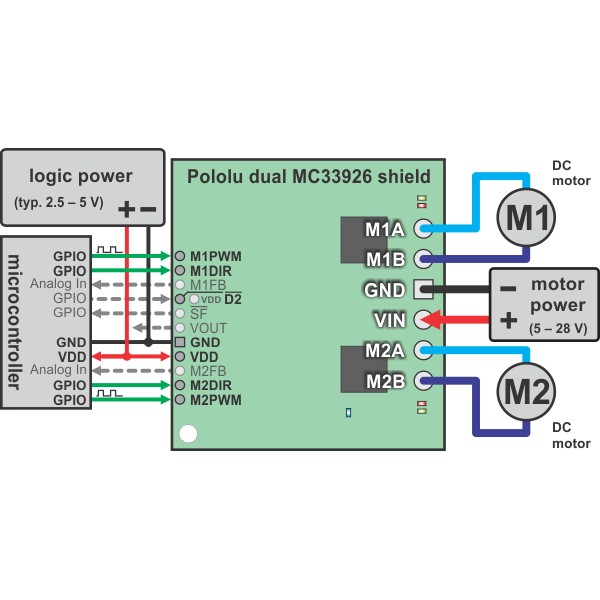 logic power
(typ. 2.5 – 5 V)
+ −
microcontroller
GPIO
GPIO
Analog In
GPIO
GPIO
GND
VDD
Analog In
GPIO
GPIO
Pololu dual MC33926 shield
M1PWM
M1DIR
M1FB
VDD D2
SF
VOUT
GND
VDD
M2FB
M2DIR
M2PWM
M1A
M1B
GND
VIN
M2A
M2B
DC
motor
M1
− motor
power
+ (5 – 28 V)
M2
DC
motor